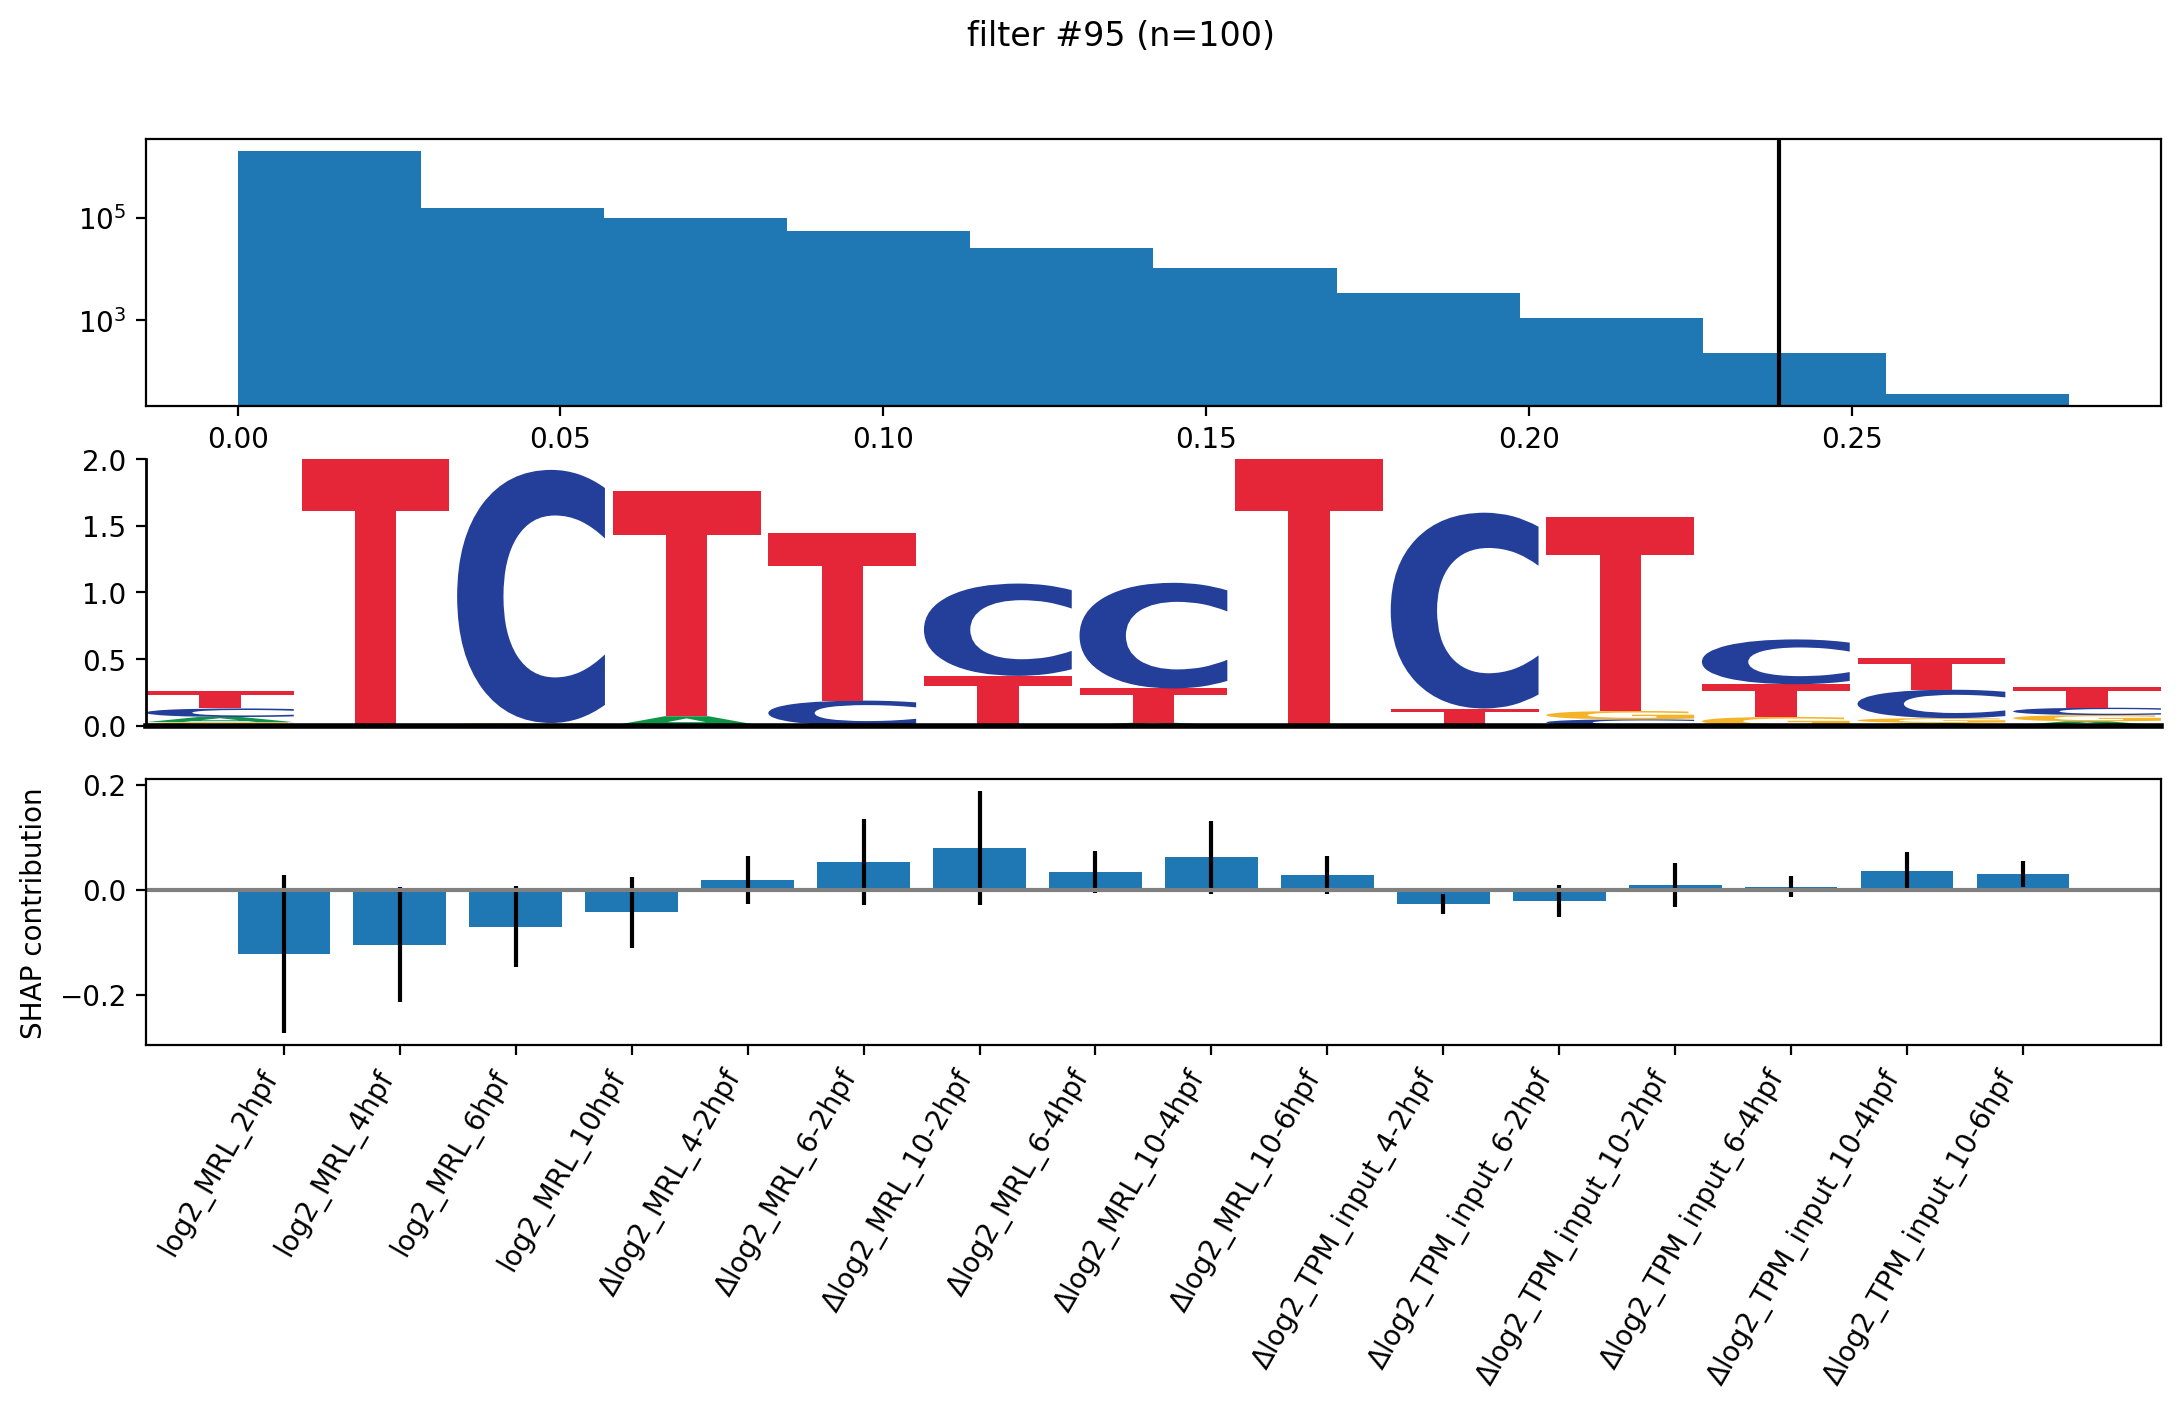 filter #95 (n=100)
10^5
10^3
0.00 0.05 0.10 0.15 0.20 0.25
2.0
1.5
1.0
0.5
0.0
T T C T T C C T C T C T T
SHAP contribution
0.2
0.0
−0.2
log2_MRL_2hpf
log2_MRL_4hpf
log2_MRL_6hpf
log2_MRL_10hpf
Δlog2_MRL_4-2hpf
Δlog2_MRL_6-2hpf
Δlog2_MRL_10-2hpf
Δlog2_MRL_6-4hpf
Δlog2_MRL_10-4hpf
Δlog2_MRL_10-6hpf
Δlog2_TPM_input_4-2hpf
Δlog2_TPM_input_6-2hpf
Δlog2_TPM_input_10-2hpf
Δlog2_TPM_input_6-4hpf
Δlog2_TPM_input_10-4hpf
Δlog2_TPM_input_10-6hpf